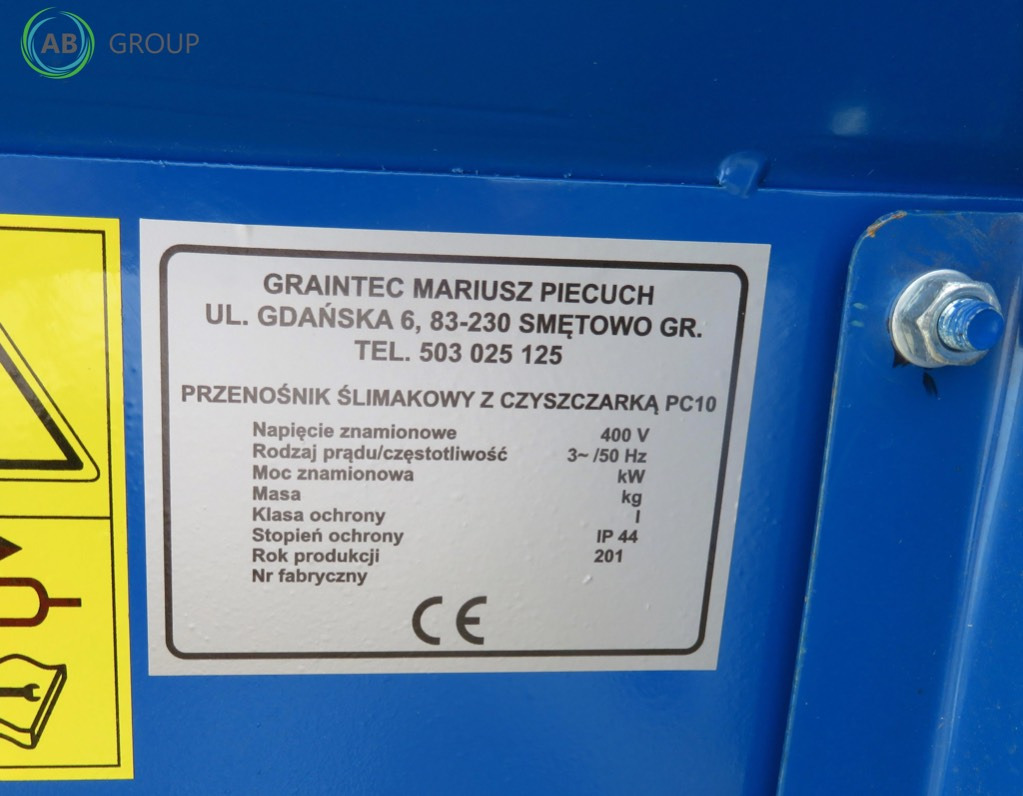 AB GROUP
GRAINTEC MARIUSZ PIECUCH
UL. GDAŃSKA 6, 83-230 SMĘTOWO GR.
TEL. 503 025 125
PRZENOŚNIK ŚLIMAKOWY Z CZYSZCZARKĄ PC10
Napięcie znamionowe 400 V
Rodzaj prądu/częstotliwość 3~ /50 Hz
Moc znamionowa kW
Masa kg
Klasa ochrony I
Stopień ochrony IP 44
Rok produkcji 201
Nr fabryczny
CE